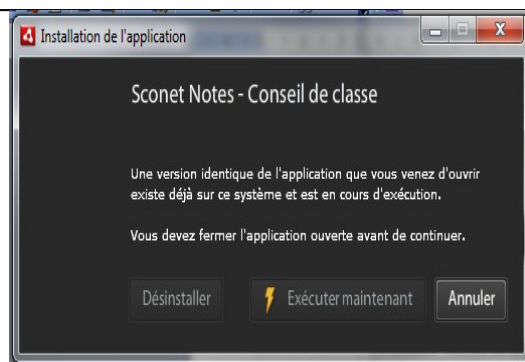 Installation de l'application
Sconet Notes - Conseil de classe
Une version identique de l'application que vous venez d'ouvrir
existe déjà sur ce système et est en cours d'exécution.
Vous devez fermer l'application ouverte avant de continuer.
Désinstaller
Exécuter maintenant
Annuler